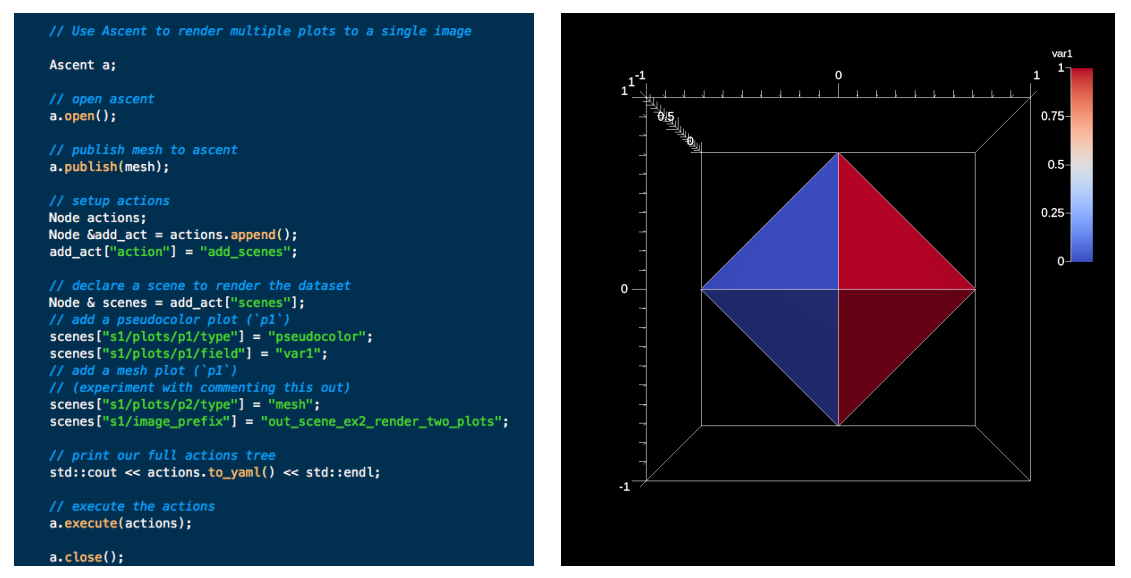 // Use Ascent to render multiple plots to a single image
Ascent a;
// open ascent
a.open();
// publish mesh to ascent
a.publish(mesh);
// setup actions
Node actions;
Node &add_act = actions.append();
add_act["action"] = "add_scenes";
// declare a scene to render the dataset
Node & scenes = add_act["scenes"];
// add a pseudocolor plot (`p1`)
scenes["s1/plots/p1/type"] = "pseudocolor";
scenes["s1/plots/p1/field"] = "var1";
// add a mesh plot (`p1`)
// (experiment with commenting this out)
scenes["s1/plots/p2/type"] = "mesh";
scenes["s1/image_prefix"] = "out_scene_ex2_render_two_plots";
// print our full actions tree
std::cout << actions.to_yaml() << std::endl;
// execute the actions
a.execute(actions);
a.close();
-1
0
1
1
1
0.5
0
0
-1
var1
1
0.75
0.5
0.25
0